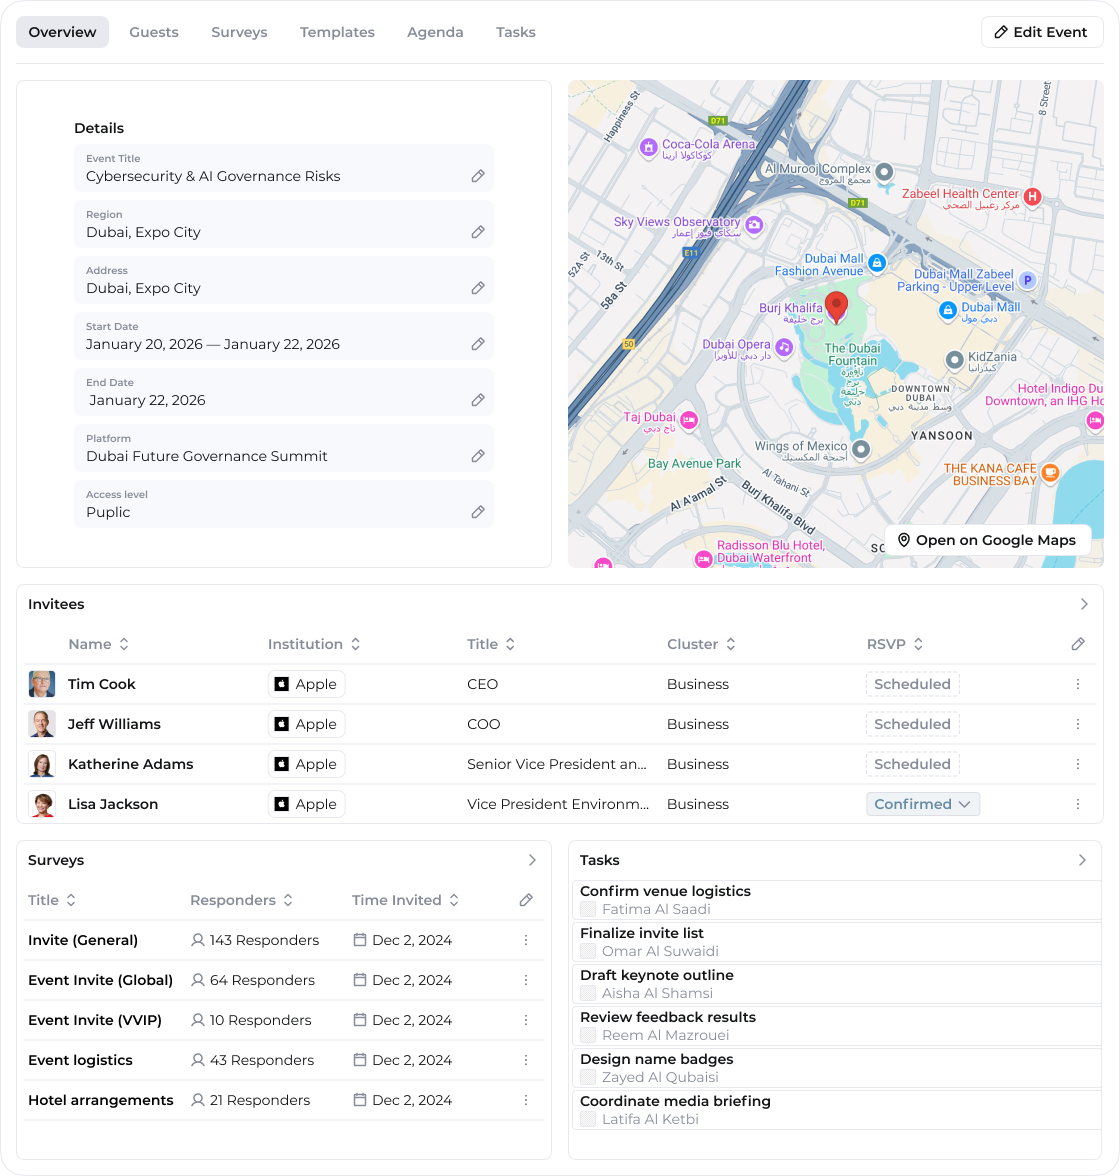 Overview
Guests
Surveys
Templates
Agenda
Tasks
Edit Event
Details
Event Title
Cybersecurity & AI Governance Risks
Region
Dubai, Expo City
Address
Dubai, Expo City
Start Date
January 20, 2026 — January 22, 2026
End Date
January 22, 2026
Platform
Dubai Future Governance Summit
Access level
Puplic
Happiness St
D71
8 Street
Coca-Cola Arena
كوكاكولا أرينا
Al Murooj Complex
مجمع المروج
Zabeel Health Center
مركز زعبيل الصحي
H
D71
Sky Views Observatory
E11
13th St
52A St
58a St
Dubai Mall
Fashion Avenue
Dubai Mall Zabeel
Parking - Upper Level
P
Burj Khalifa
برج خليفة
Dubai Mall
دبي مول
50
Dubai Opera
دار دبي للأوبرا
The Dubai
Fountain
نافورة
برج
خليفة
دبي
KidZania
كيدزانيا
DOWNTOWN
DUBAI
وسط مدينة دبي
Hotel Indigo Du
Downtown, an IHG Ho
Taj Dubai
تاج دبي
YANSOON
Wings of Mexico
أجنحة المكسيك
Bay Avenue Park
Al Tahani St
THE KANA CAFE
BUSINESS BAY
Al A'amal St
Burj Khalifa Blvd
Radisson Blu Hotel,
Dubai Waterfront
Open on Google Maps
Invitees
Name
Institution
Title
Cluster
RSVP
Tim Cook
Apple
CEO
Business
Scheduled
Jeff Williams
Apple
COO
Business
Scheduled
Katherine Adams
Apple
Senior Vice President an...
Business
Scheduled
Lisa Jackson
Apple
Vice President Environm...
Business
Confirmed
Surveys
Title
Responders
Time Invited
Invite (General)
143 Responders
Dec 2, 2024
Event Invite (Global)
64 Responders
Dec 2, 2024
Event Invite (VVIP)
10 Responders
Dec 2, 2024
Event logistics
43 Responders
Dec 2, 2024
Hotel arrangements
21 Responders
Dec 2, 2024
Tasks
Confirm venue logistics
Fatima Al Saadi
Finalize invite list
Omar Al Suwaidi
Draft keynote outline
Aisha Al Shamsi
Review feedback results
Reem Al Mazrouei
Design name badges
Zayed Al Qubaisi
Coordinate media briefing
Latifa Al Ketbi